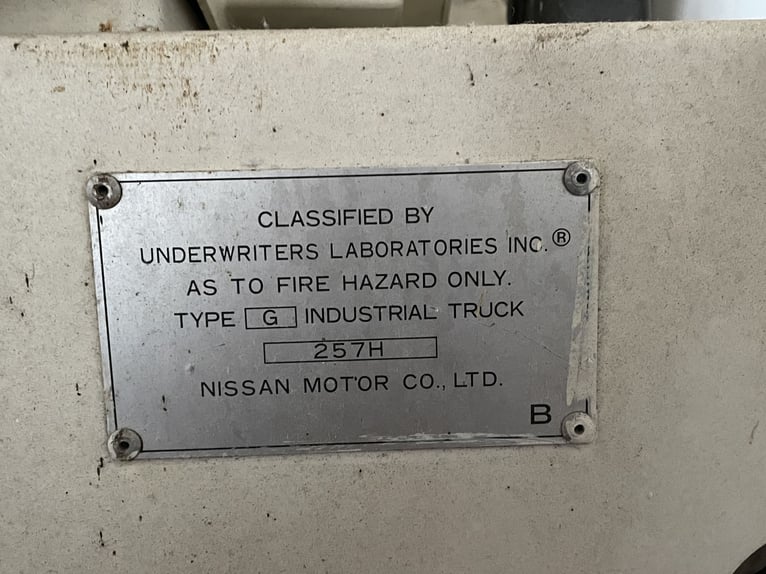 CLASSIFIED BY
UNDERWRITERS LABORATORIES INC.®
AS TO FIRE HAZARD ONLY.
TYPE G INDUSTRIAL TRUCK
257H
NISSAN MOTOR CO., LTD.
B